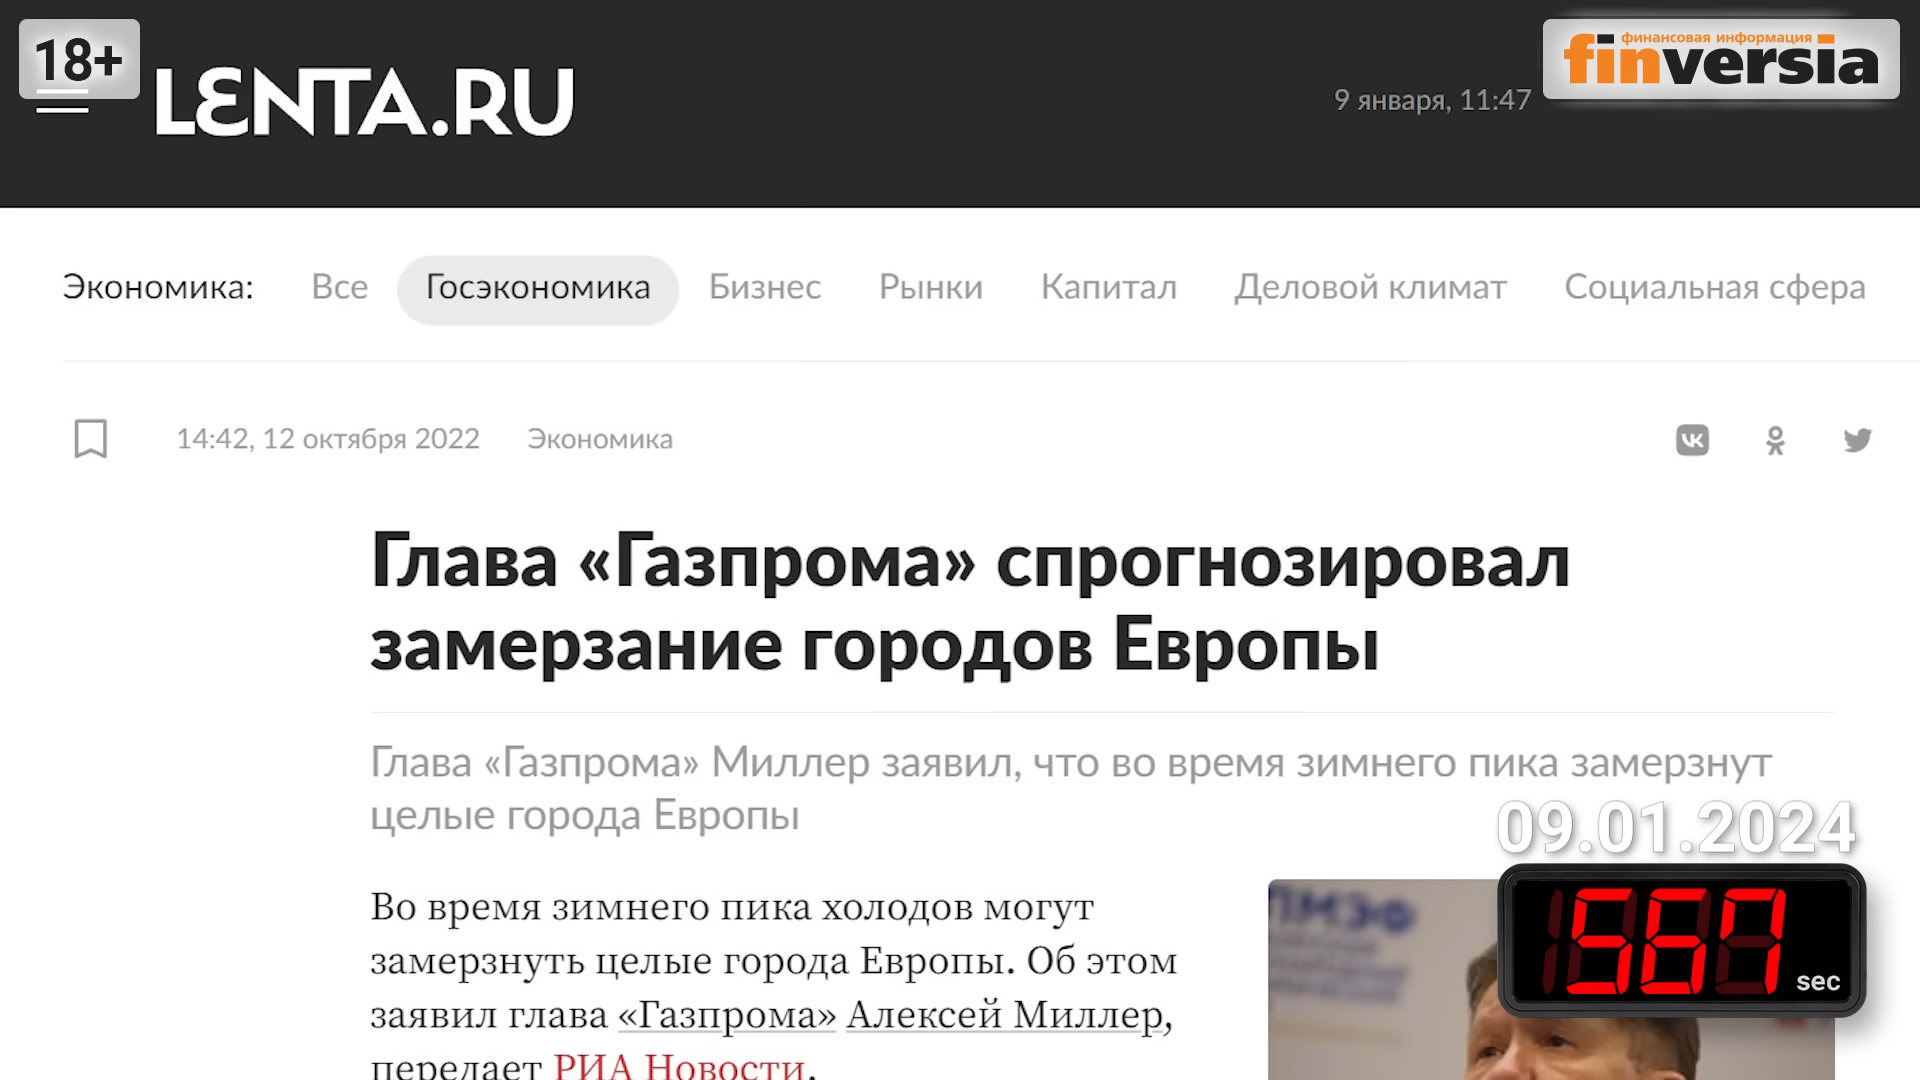 18+
LENTA.RU
9 января, 11:47
финансовая информация
finversia
Экономика: Все Госэкономика Бизнес Рынки Капитал Деловой климат Социальная сфера
14:42, 12 октября 2022 Экономика
Глава «Газпрома» спрогнозировал
замерзание городов Европы
Глава «Газпрома» Миллер заявил, что во время зимнего пика замерзнут
целые города Европы
09.01.2024
567 sec
Во время зимнего пика холодов могут
замерзнуть целые города Европы. Об этом
заявил глава «Газпрома» Алексей Миллер,
передает РИА Новости.
ПМЭФ